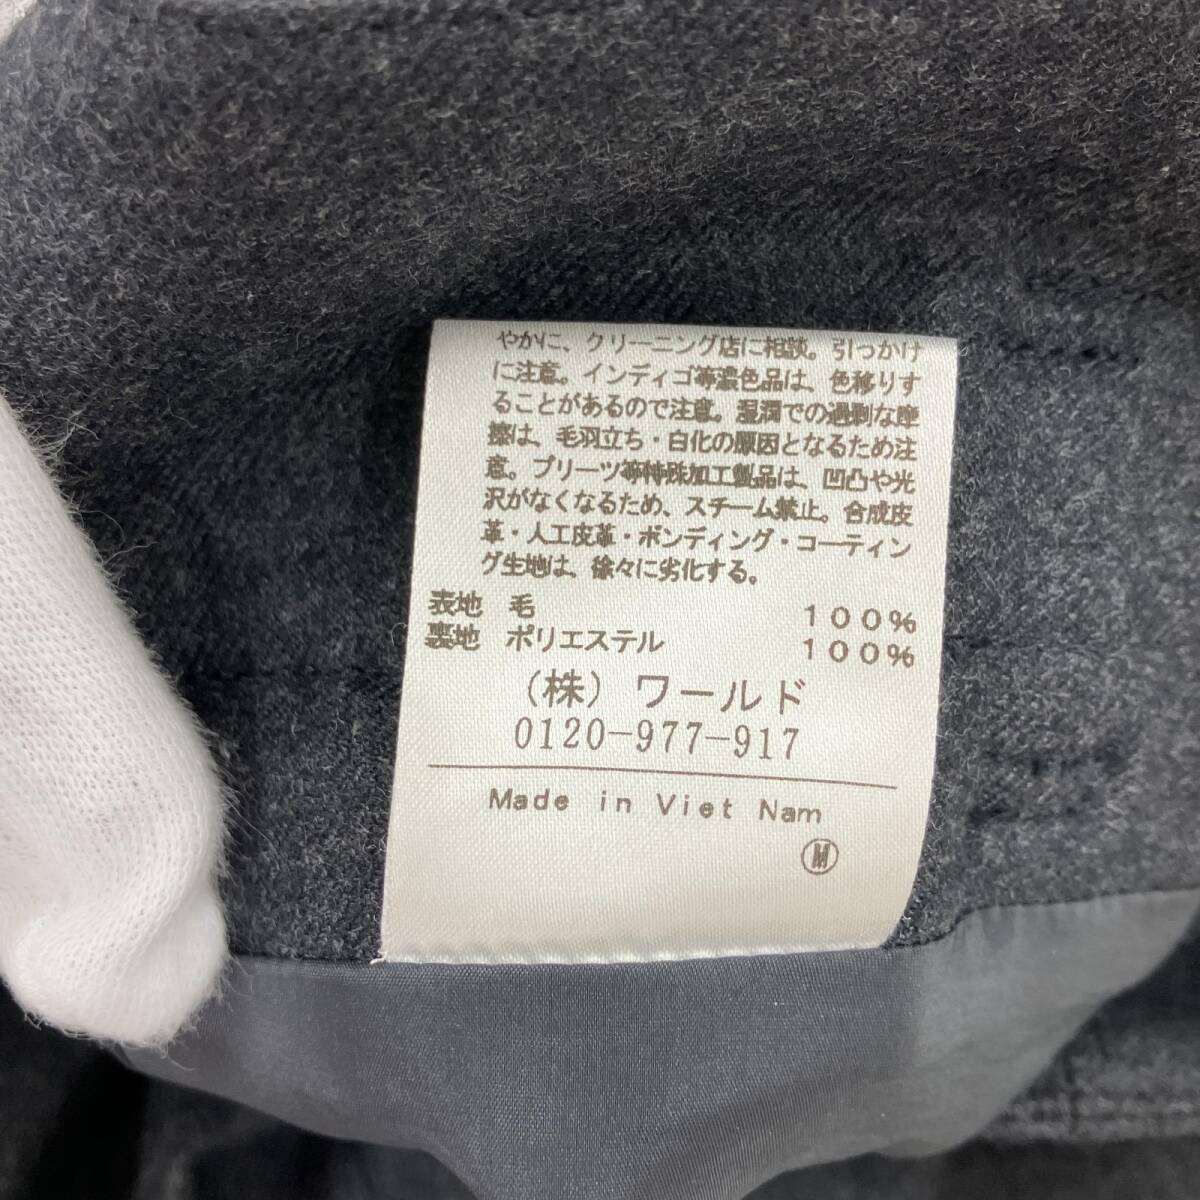 やかに、クリーニング店に相談。引っかけ
に注意。インディゴ等濃色品は、色移りす
ることがあるので注意。湿潤での過剰な摩
擦は、毛羽立ち・白化の原因となるため注
意。プリーツ等特殊加工製品は、凹凸や光
沢がなくなるため、スチーム禁止。合成皮
革・人工皮革・ボンディング・コーティン
グ生地は、徐々に劣化する。
表地 毛 100%
裏地 ポリエステル 100%
(株) ワールド
0120-977-917
Made in Viet Nam
M